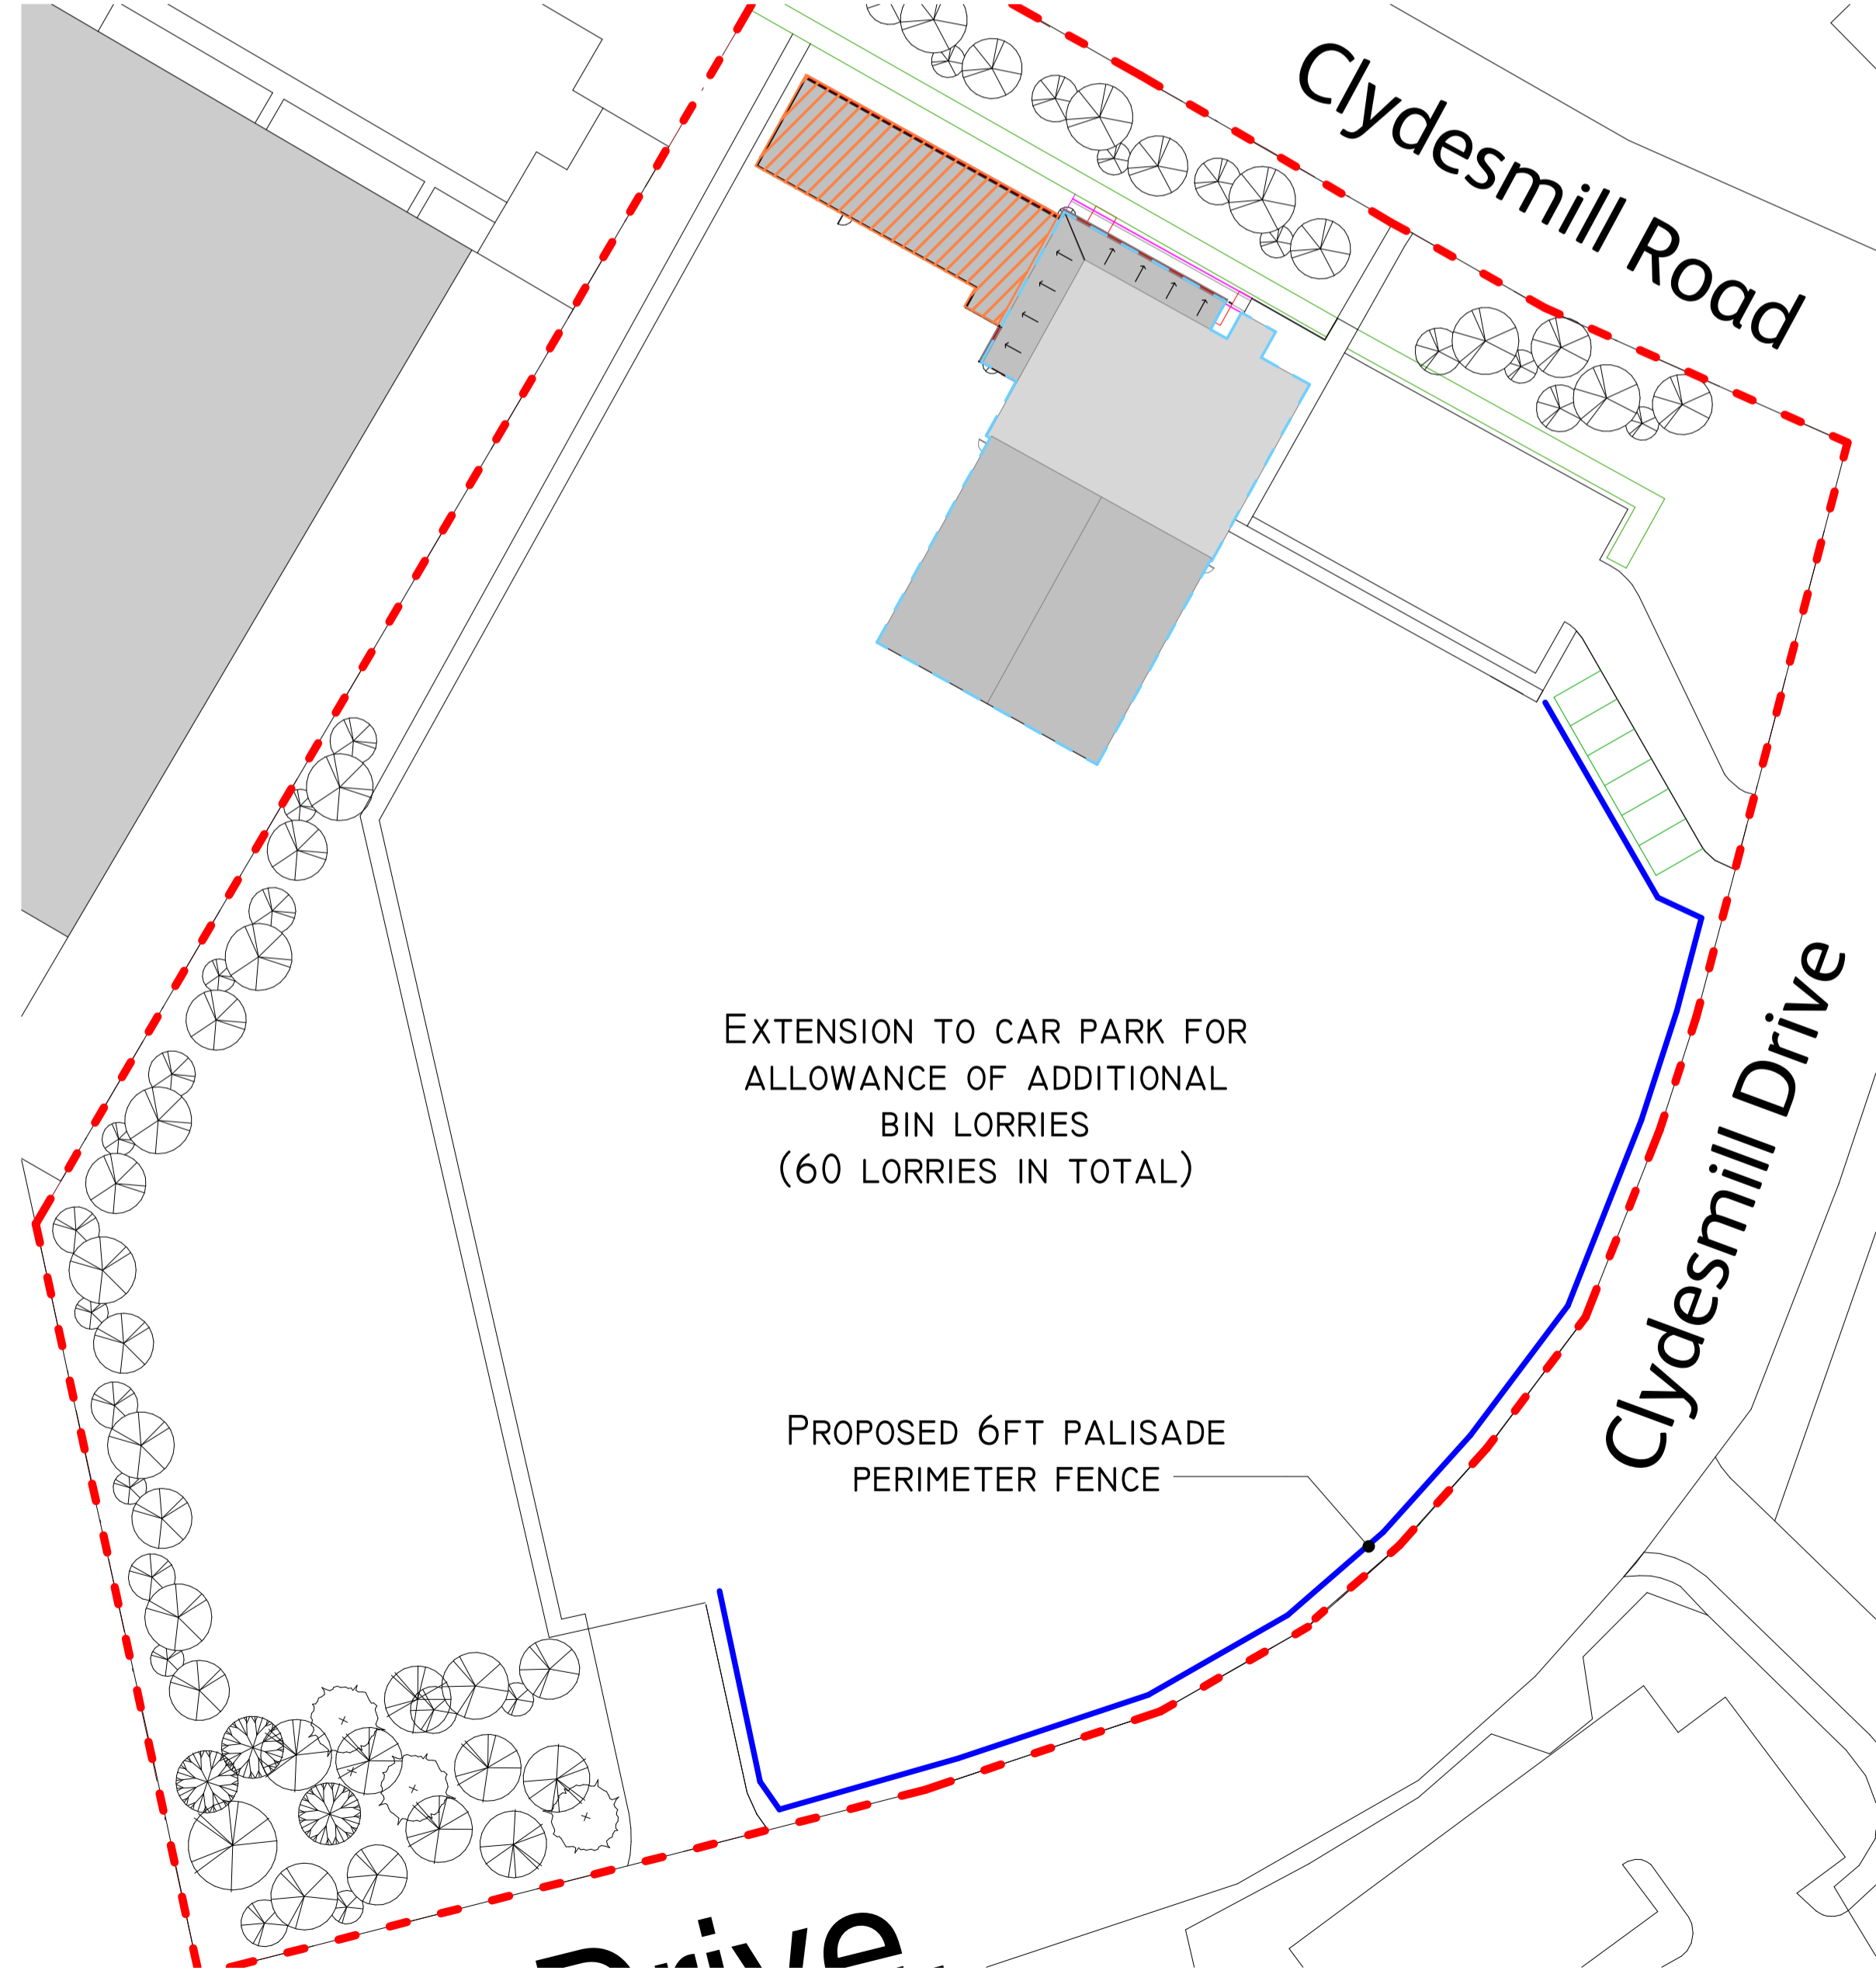 Clydesmill Road
EXTENSION TO CAR PARK FOR
ALLOWANCE OF ADDITIONAL
BIN LORRIES
(60 LORRIES IN TOTAL)
Clydesmill Drive
PROPOSED 6FT PALISADE
PERIMETER FENCE
Drive